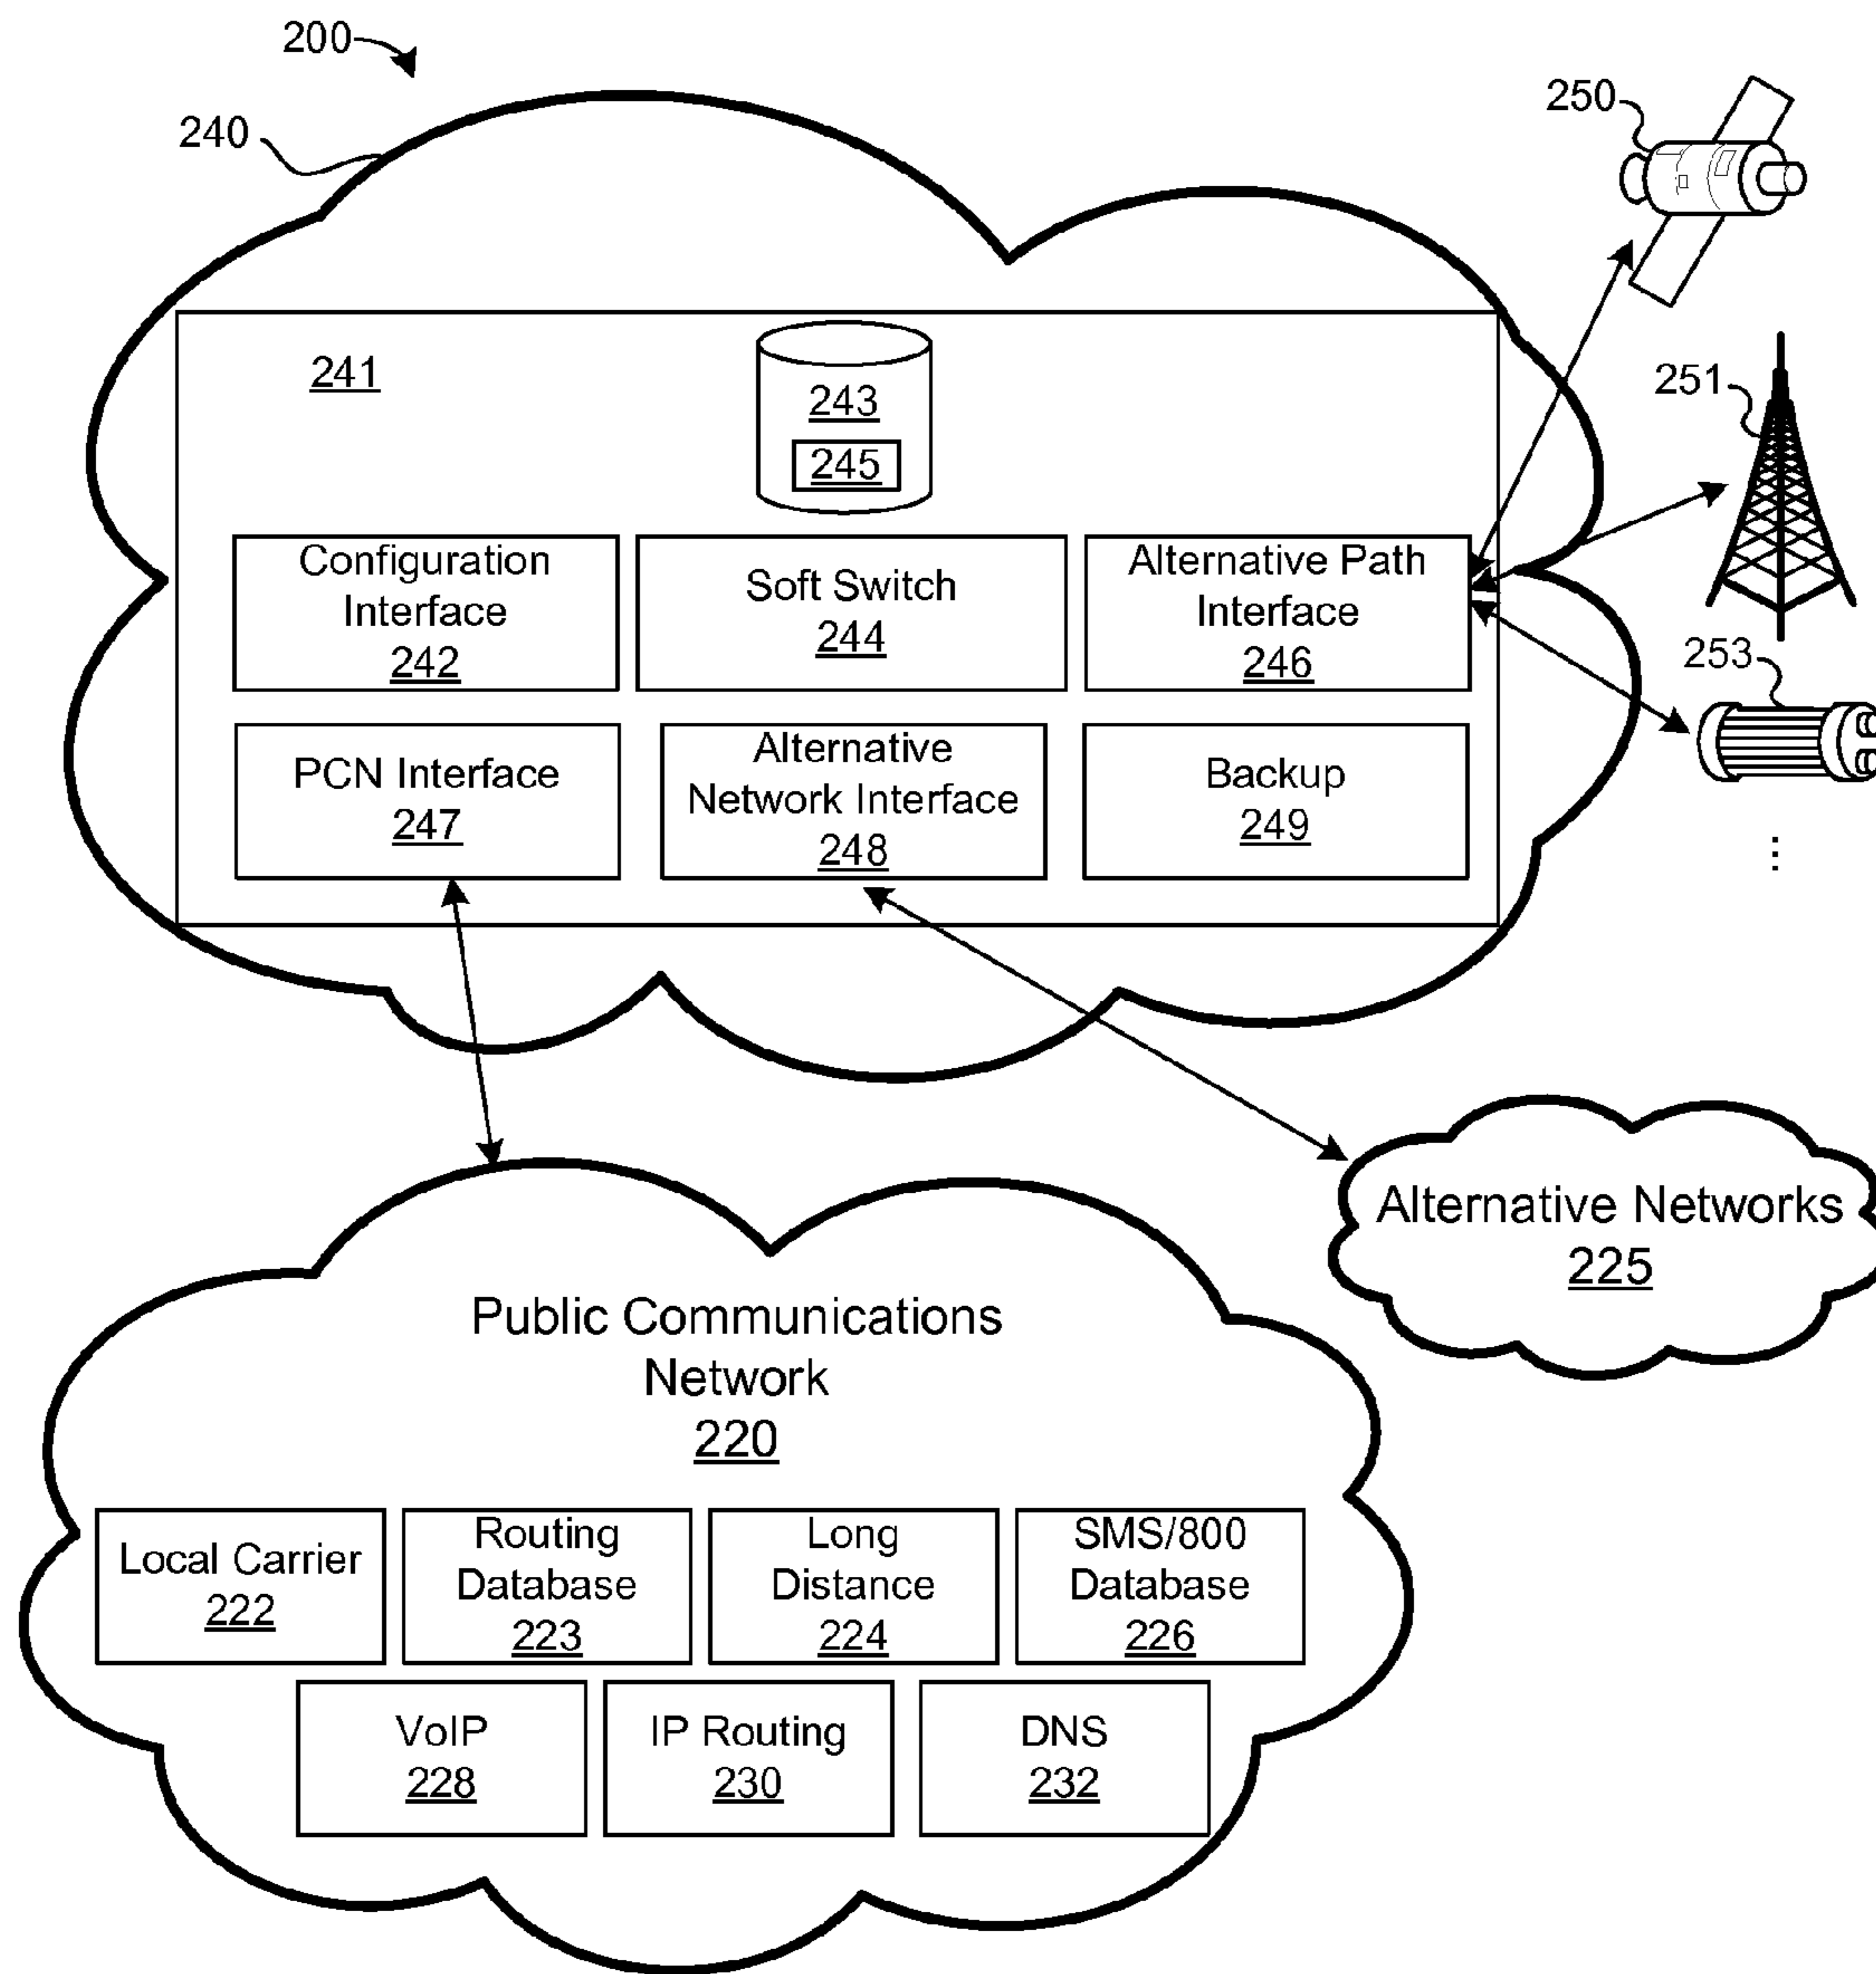 200
240
250
241
243
245
251
Configuration
Interface
242
Soft Switch
244
Alternative Path
Interface
246
253
PCN Interface
247
Alternative
Network Interface
248
Backup
249
...
Alternative Networks
225
Public Communications
Network
220
Local Carrier
222
Routing
Database
223
Long
Distance
224
SMS/800
Database
226
VoIP
228
IP Routing
230
DNS
232